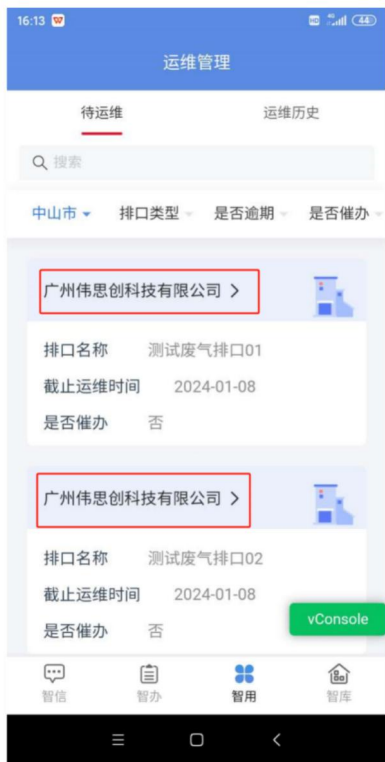 16:13
运维管理
待运维 运维历史
搜索
中山市 排口类型 是否逾期 是否催办
广州伟思创科技有限公司
排口名称 测试废气排口01
截止运维时间 2024-01-08
是否催办 否
广州伟思创科技有限公司
排口名称 测试废气排口02
截止运维时间 2024-01-08
是否催办 否
vConsole
智信 智办 智用 智库